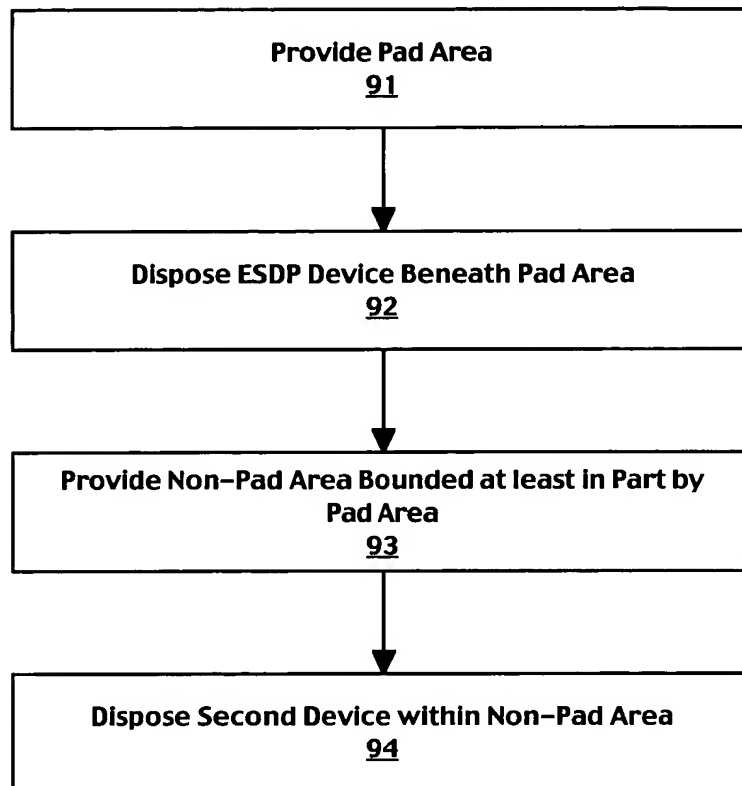 Provide Pad Area
91
Dispose ESDP Device Beneath Pad Area
92
Provide Non-Pad Area Bounded at least in Part by
Pad Area
93
Dispose Second Device within Non-Pad Area
94